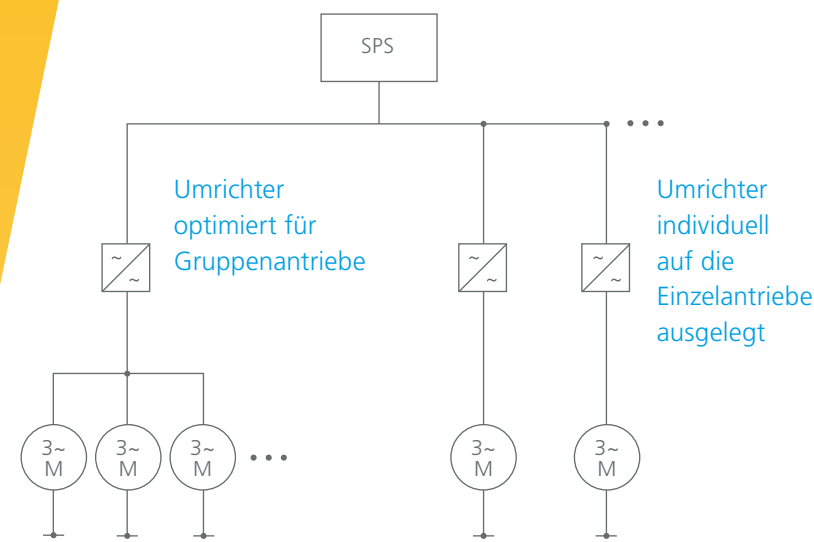 SPS
Umrichter
optimiert für
Gruppenantriebe
Umrichter
individuell
auf die
Einzelantriebe
ausgelegt
~
~
~
~
~
~
3~
M
3~
M
3~
M
3~
M
3~
M